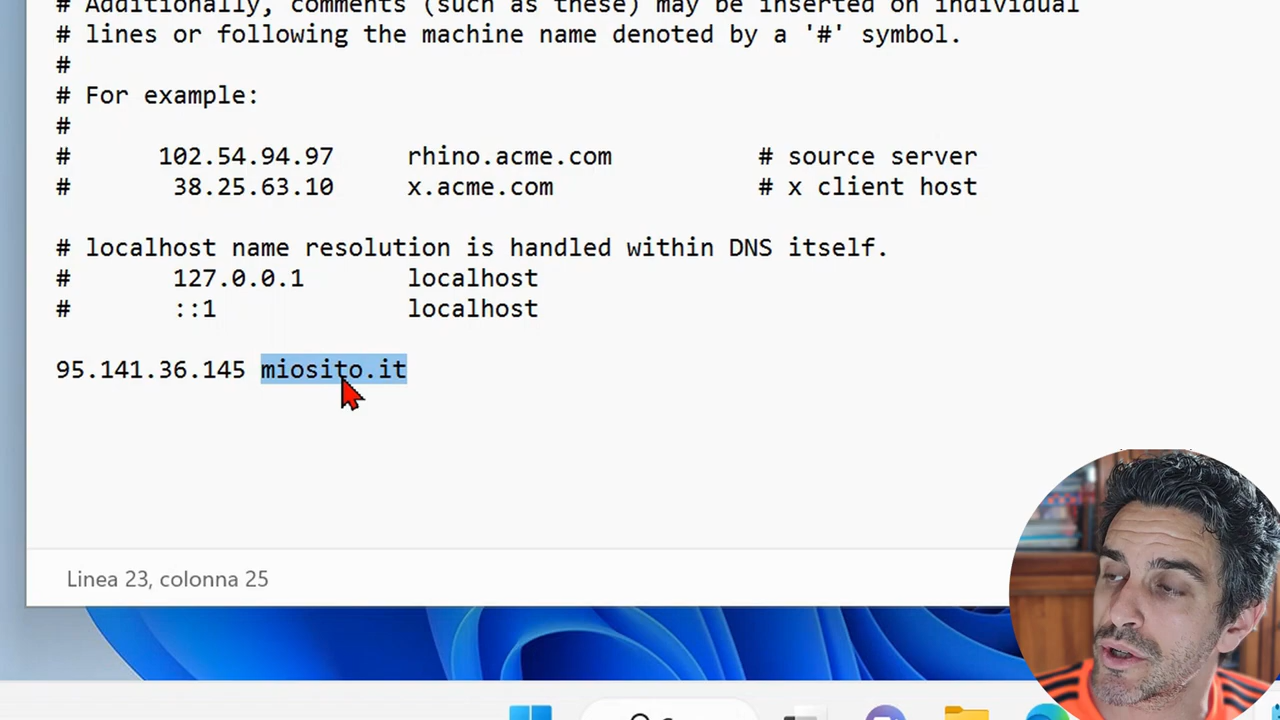 # Additionally, comments (such as these) may be inserted on individual
# lines or following the machine name denoted by a '#' symbol.
#
# For example:
#
#      102.54.94.97     rhino.acme.com          # source server
#       38.25.63.10     x.acme.com              # x client host

# localhost name resolution is handled within DNS itself.
#       127.0.0.1       localhost
#       ::1             localhost

95.141.36.145 miosito.it
Linea 23, colonna 25